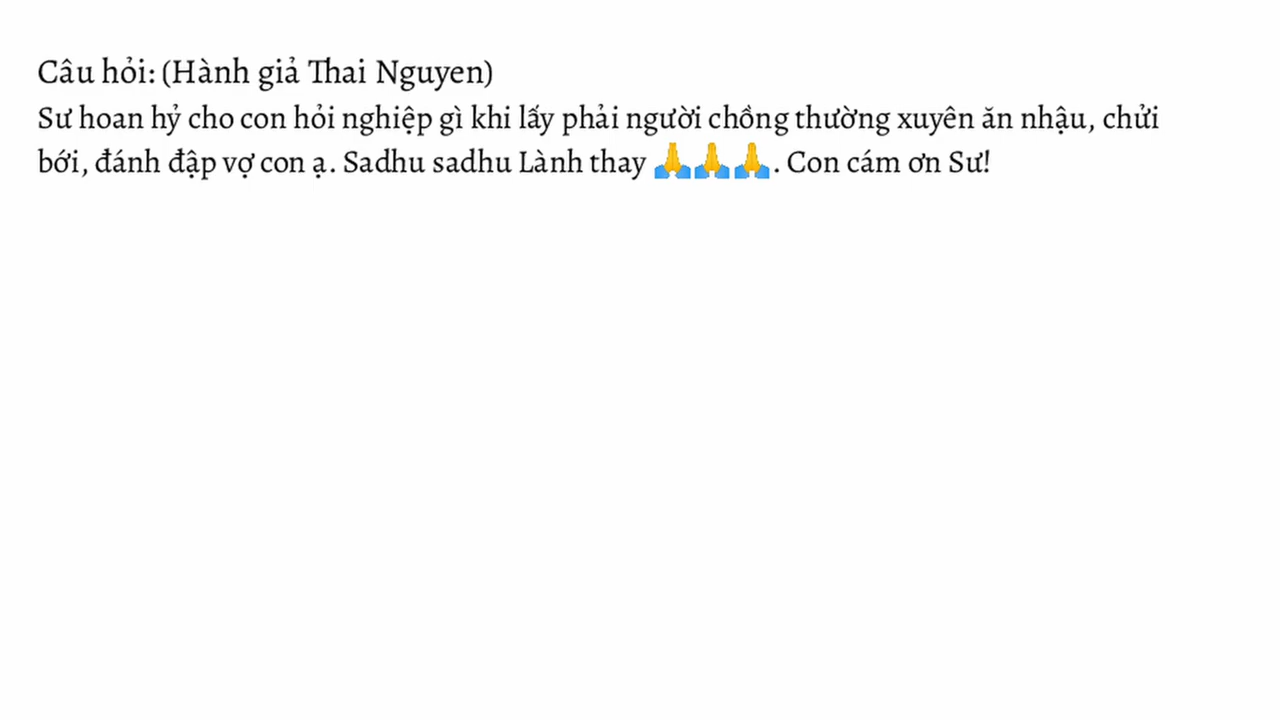 Câu hỏi: (Hành giả Thai Nguyen)
Sư hoan hỷ cho con hỏi nghiệp gì khi lấy phải người chồng thường xuyên ăn nhậu, chửi
bới, đánh đập vợ con ạ. Sadhu sadhu Lành thay 🙏🙏🙏. Con cám ơn Sư!